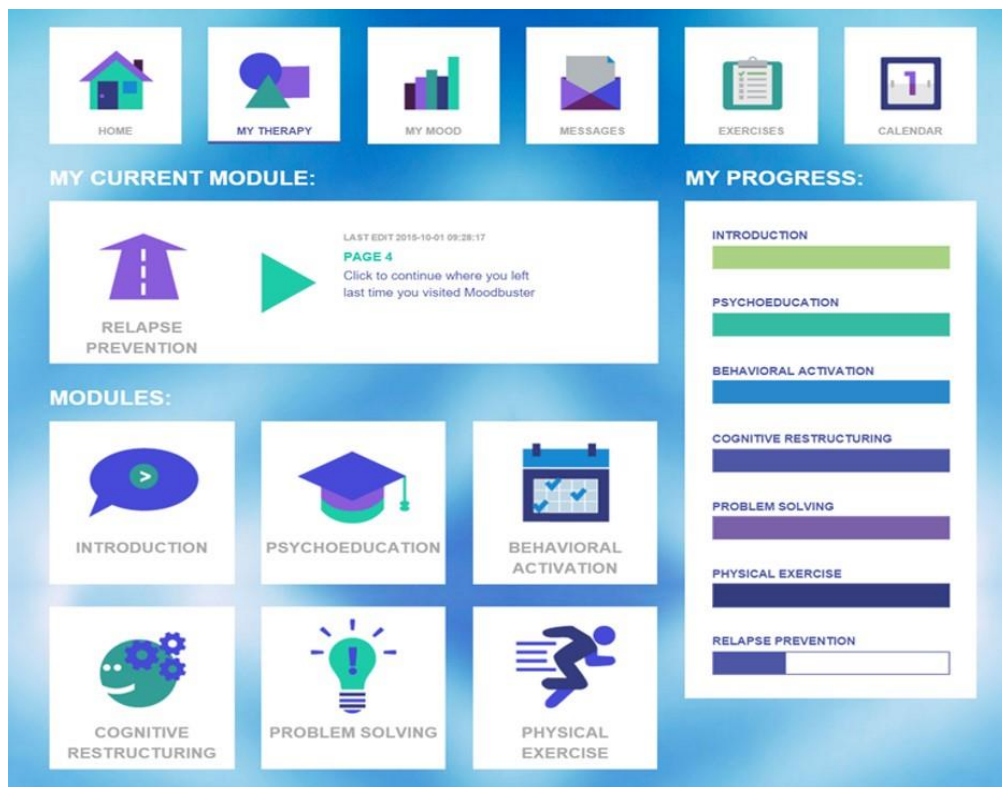 HOME
MY THERAPY
MY MOOD
MESSAGES
EXERCISES
1
CALENDAR
MY CURRENT MODULE:
RELAPSE
PREVENTION
LAST EDIT 2015-10-01 09:28:17
PAGE 4
Click to continue where you left
last time you visited Moodbuster
MODULES:
>
INTRODUCTION
PSYCHOEDUCATION
BEHAVIORAL
ACTIVATION
COGNITIVE
RESTRUCTURING
!
PROBLEM SOLVING
PHYSICAL
EXERCISE
MY PROGRESS:
INTRODUCTION
PSYCHOEDUCATION
BEHAVIORAL ACTIVATION
COGNITIVE RESTRUCTURING
PROBLEM SOLVING
PHYSICAL EXERCISE
RELAPSE PREVENTION